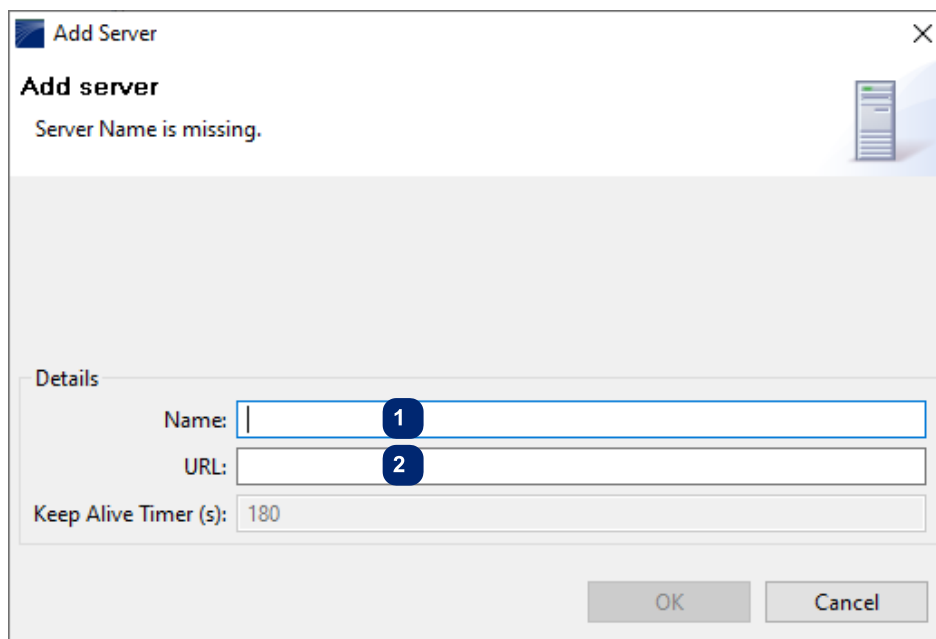 Add Server
Add server
Server Name is missing.
Details
Name: 1
URL: 2
Keep Alive Timer (s): 180
OK Cancel